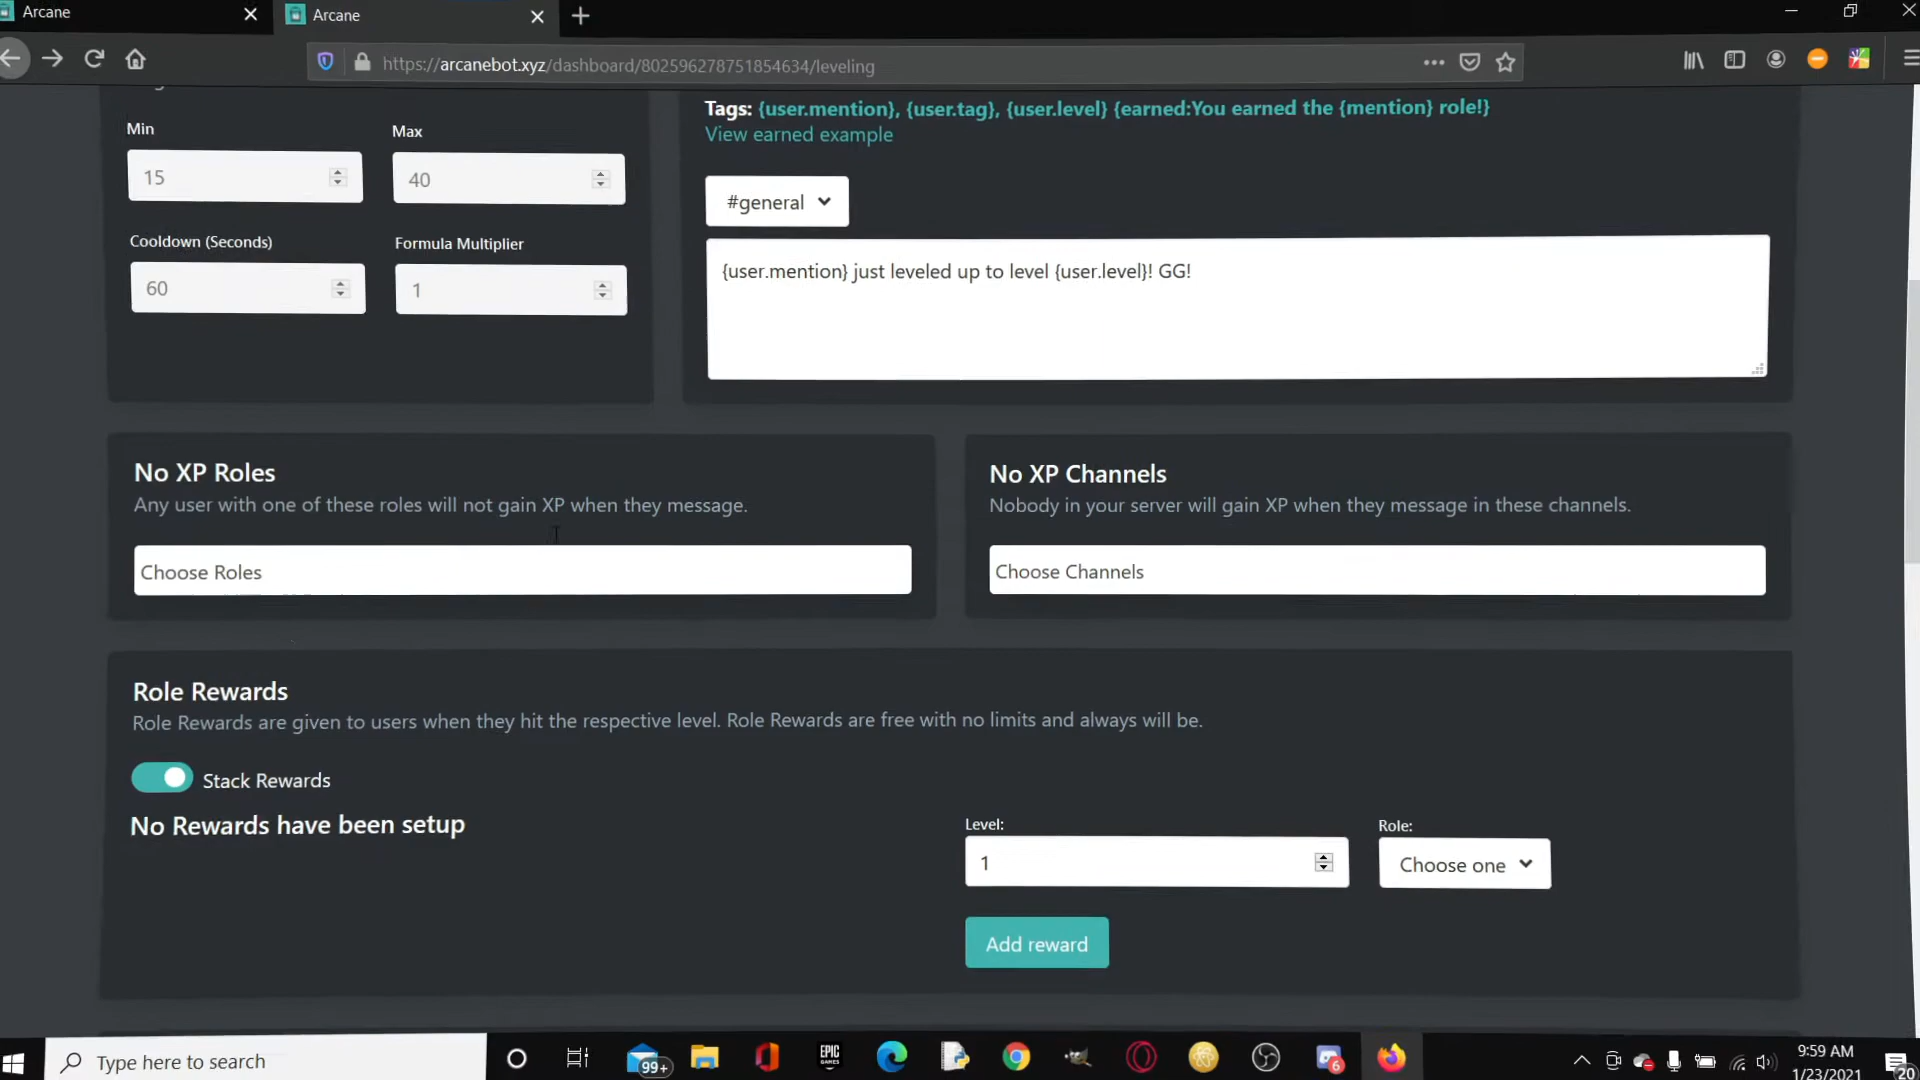 Arcane
Arcane
https://arcanebot.xyz/dashboard/802596278751854634/leveling
Min
Max
15
40
Cooldown (Seconds)
Formula Multiplier
60
1
Tags: {user.mention}, {user.tag}, {user.level} {earned:You earned the {mention} role!}
View earned example
#general
{user.mention} just leveled up to level {user.level}! GG!
No XP Roles
Any user with one of these roles will not gain XP when they message.
Choose Roles
No XP Channels
Nobody in your server will gain XP when they message in these channels.
Choose Channels
Role Rewards
Role Rewards are given to users when they hit the respective level. Role Rewards are free with no limits and always will be.
Stack Rewards
No Rewards have been setup
Level:
1
Role:
Choose one
Add reward
Type here to search
99+
EPIC
GAMES
6
9:59 AM
1/23/2021
20